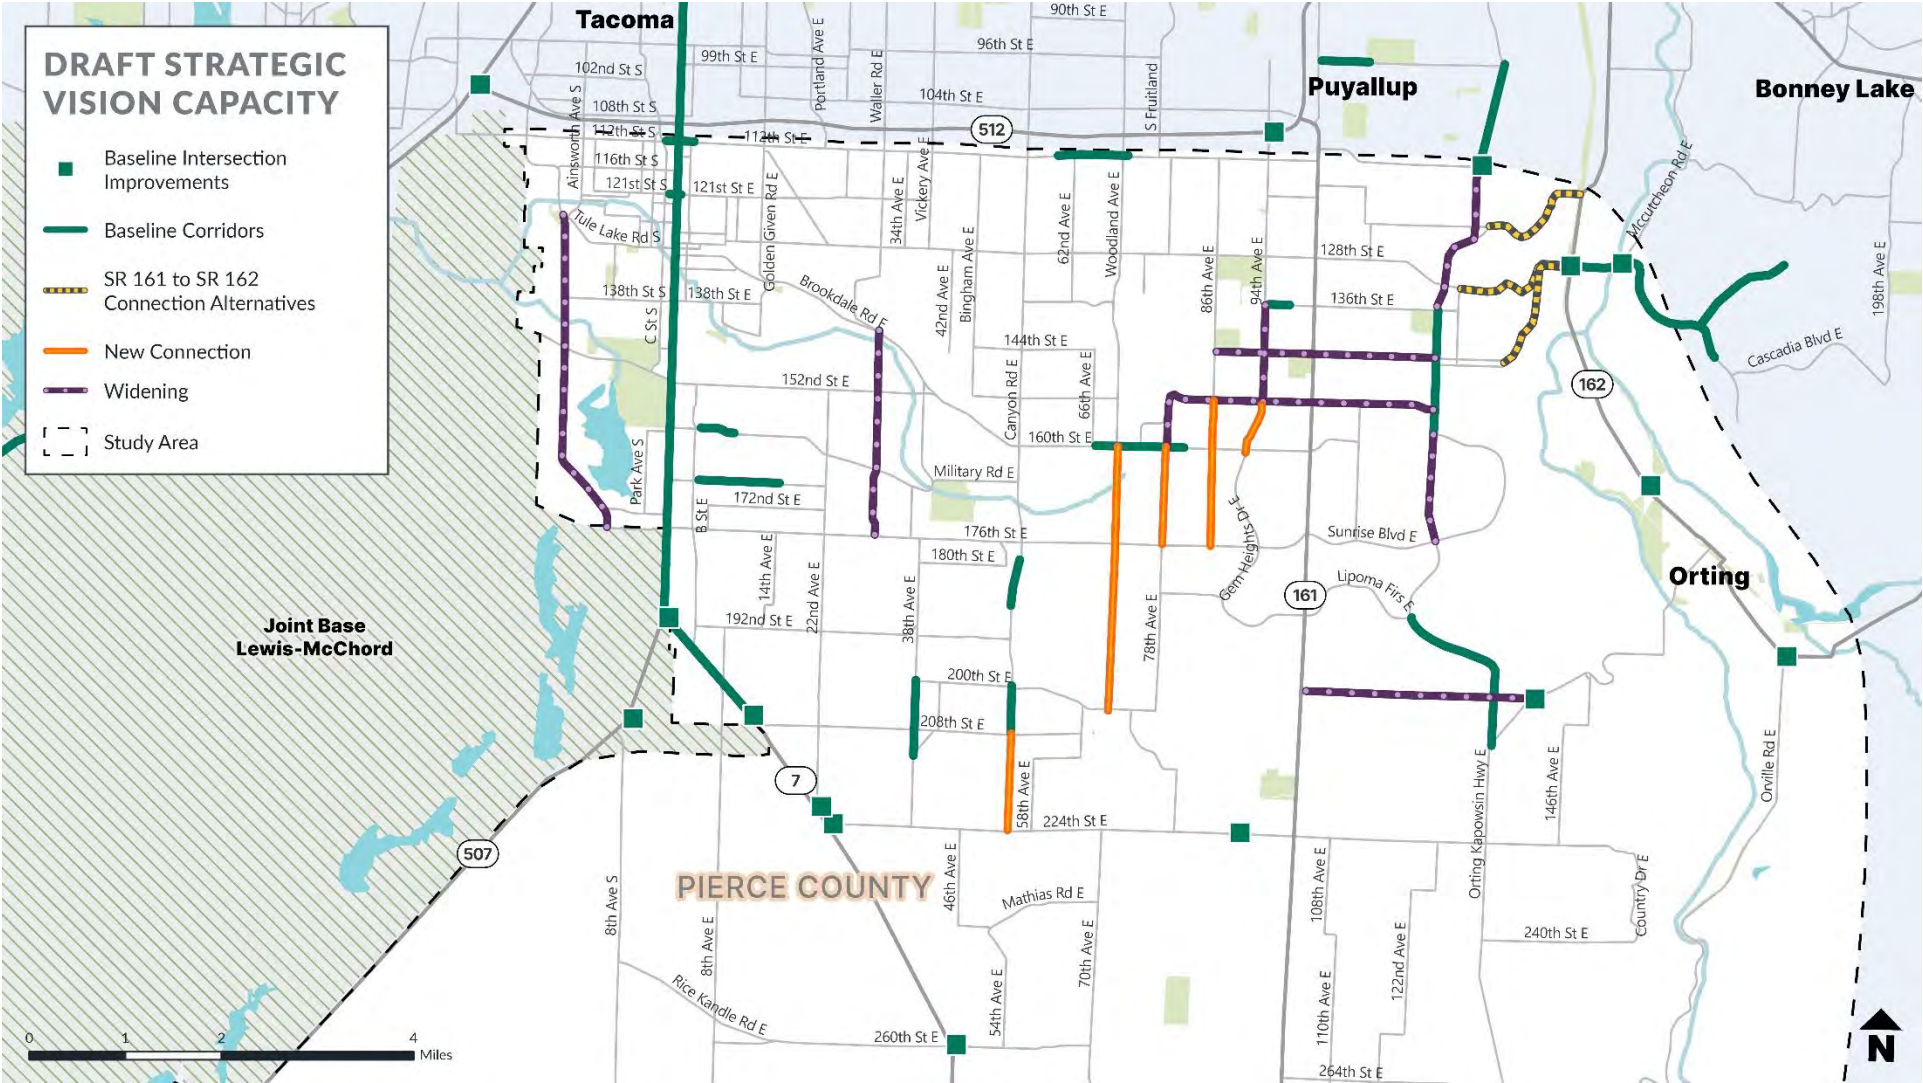 DRAFT STRATEGIC
VISION CAPACITY
Baseline Intersection
Improvements
Baseline Corridors
SR 161 to SR 162
Connection Alternatives
New Connection
Widening
Study Area
Tacoma
Puyallup
Bonney Lake
Orting
Joint Base
Lewis-McChord
PIERCE COUNTY
90th St E
96th St E
99th St E
102nd St S
104th St E
108th St S
112th St S
112th St E
116th St S
121st St S
121st St E
Ainsworth Ave S
Portland Ave E
Waller Rd E
S Fruitland
512
Tule Lake Rd S
Golden Given Rd E
34th Ave E
Vickery Ave E
62nd Ave E
Woodland Ave E
86th Ave E
94th Ave E
128th St E
Mccutcheon Rd E
198th Ave E
138th St S
138th St E
C St S
Brookdale Rd E
42nd Ave E
Bingham Ave E
136th St E
144th St E
Cascadia Blvd E
152nd St E
Canyon Rd E
66th Ave E
162
160th St E
Park Ave S
Military Rd E
172nd St E
B St E
176th St E
Gem Heights Dr E
Sunrise Blvd E
180th St E
14th Ave E
22nd Ave E
38th Ave E
78th Ave E
161
Lipoma Firs E
192nd St E
200th St E
208th St E
58th Ave E
7
224th St E
507
Orting Kapowsin Hwy E
146th Ave E
Orville Rd E
8th Ave S
8th Ave E
46th Ave E
Mathias Rd E
70th Ave E
108th Ave E
122nd Ave E
Country Dr E
240th St E
Rice Kandle Rd E
54th Ave E
110th Ave E
260th St E
264th St E
0 1 2 4
Miles
N